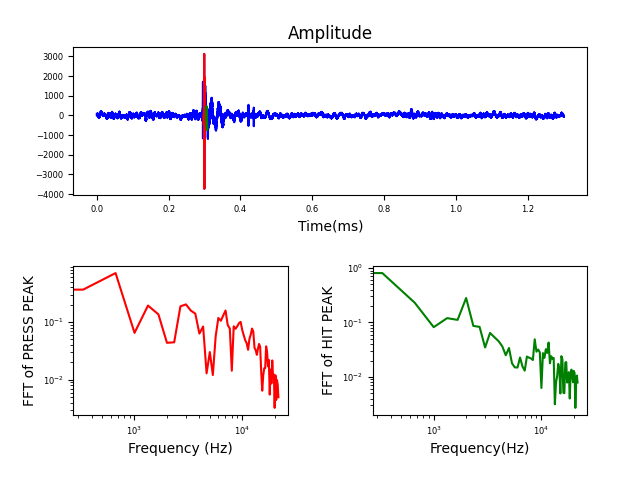 Amplitude
3000
2000
1000
0
−1000
−2000
−3000
−4000
0.0 0.2 0.4 0.6 0.8 1.0 1.2
Time(ms)
FFT of PRESS PEAK
10⁻¹
10⁻²
10³ 10⁴
Frequency (Hz)
FFT of HIT PEAK
10⁰
10⁻¹
10⁻²
10³ 10⁴
Frequency(Hz)